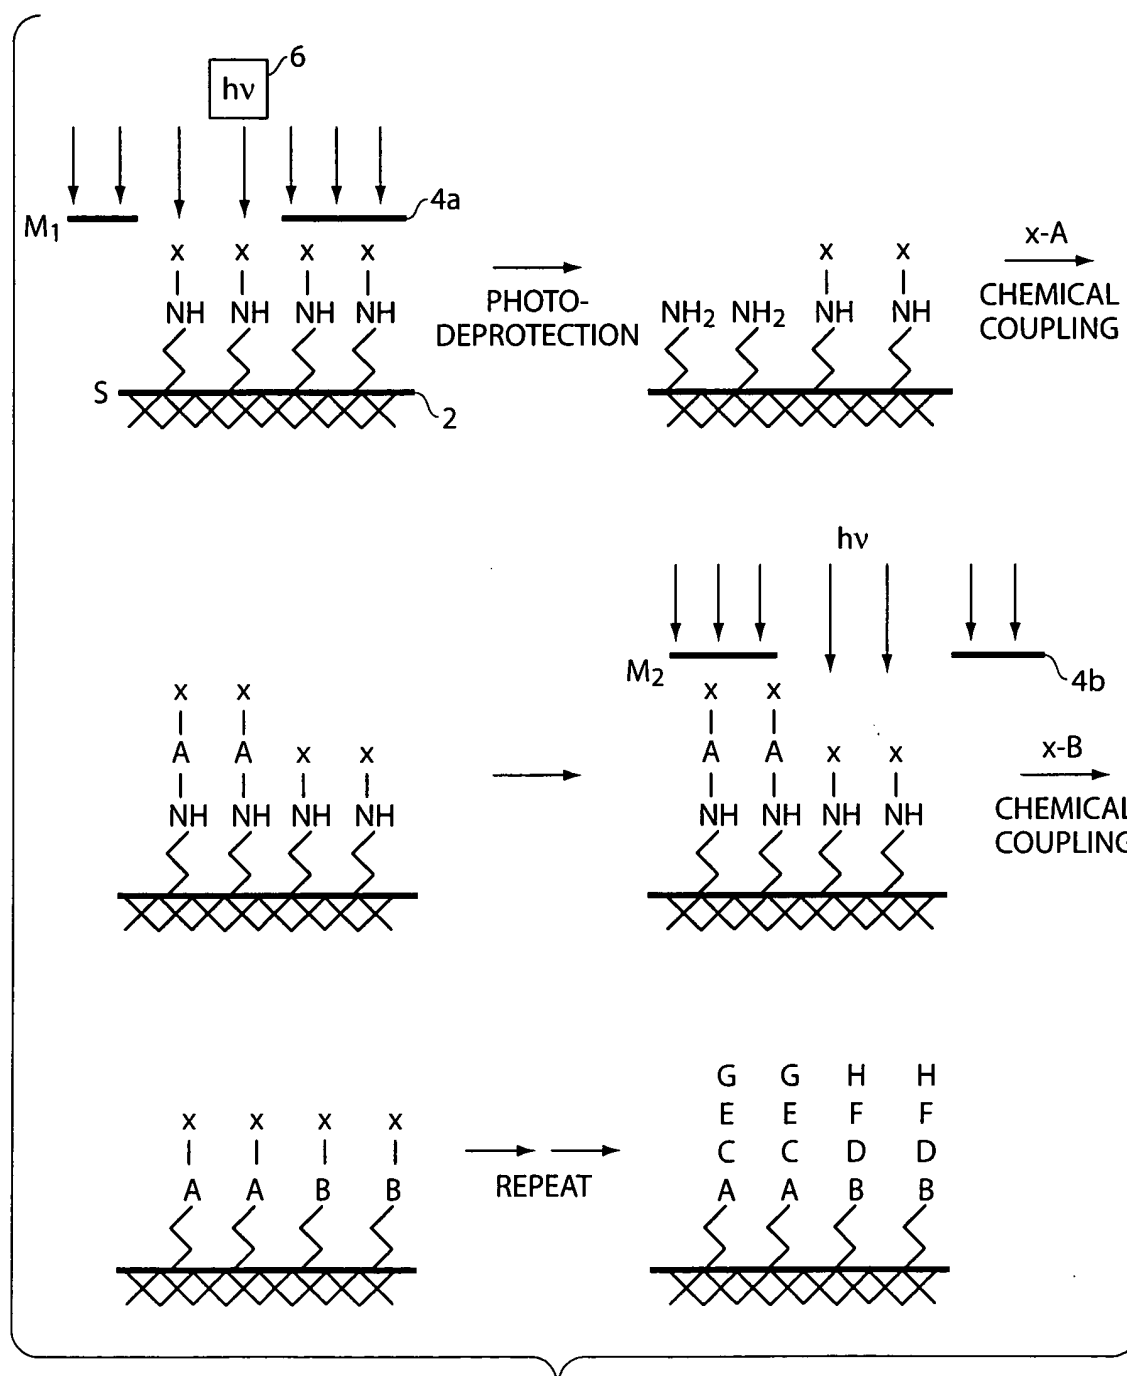 6
hν
M1
4a
x x x x
NH NH NH NH
S
2
PHOTO-
DEPROTECTION
x x
NH2 NH2 NH NH
x-A
CHEMICAL
COUPLING
x x
A A x x
NH NH NH NH
hν
M2
4b
x x
A A x x
NH NH NH NH
x-B
CHEMICAL
COUPLING
x x x x
A A B B
REPEAT
G G H H
E E F F
C C D D
A A B B